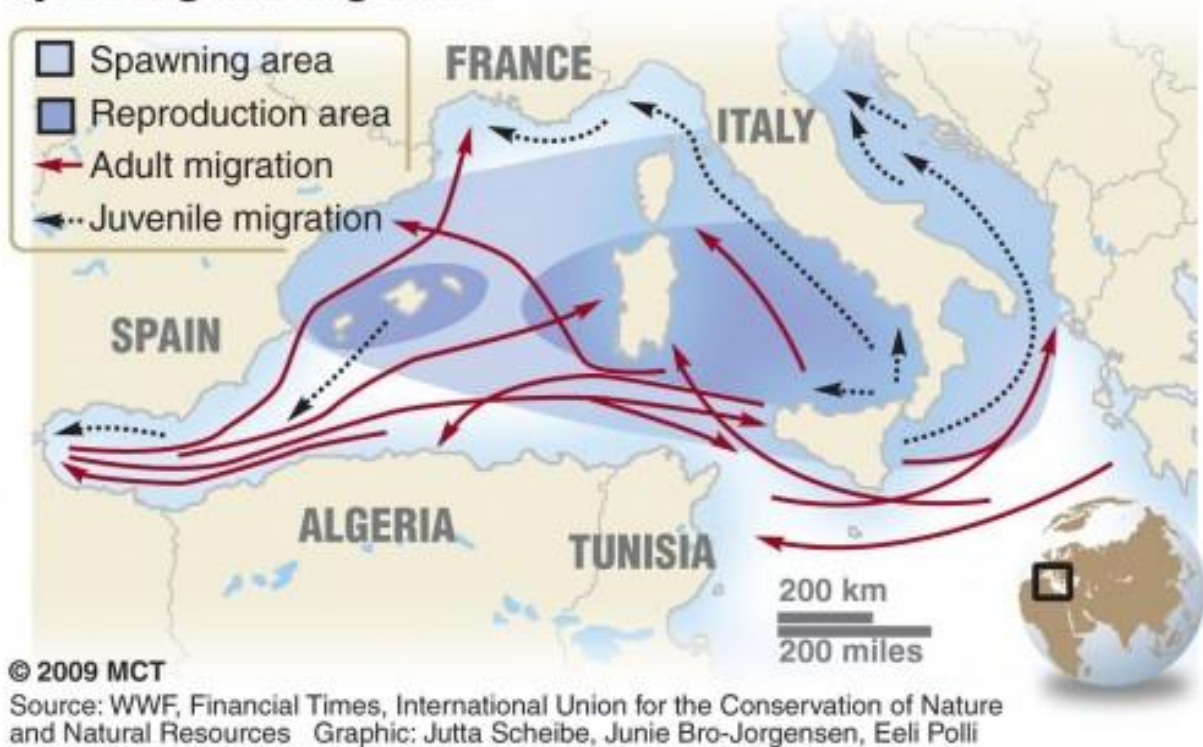 Spawning area
Reproduction area
Adult migration
Juvenile migration
FRANCE
ITALY
SPAIN
ALGERIA
TUNISIA
200 km
200 miles
© 2009 MCT
Source: WWF, Financial Times, International Union for the Conservation of Nature
and Natural Resources Graphic: Jutta Scheibe, Junie Bro-Jorgensen, Eeli Polli